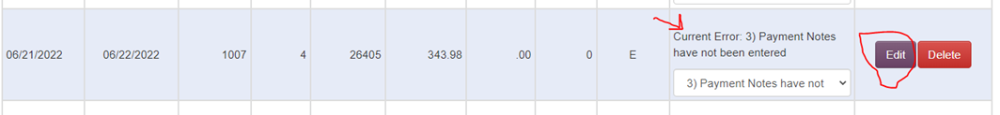 Current Error: 3) Payment Notes
06/21/2022 06/22/2022 1007 4 26405 343.98 .00 0 E have not been entered Edit Delete
3) Payment Notes have not